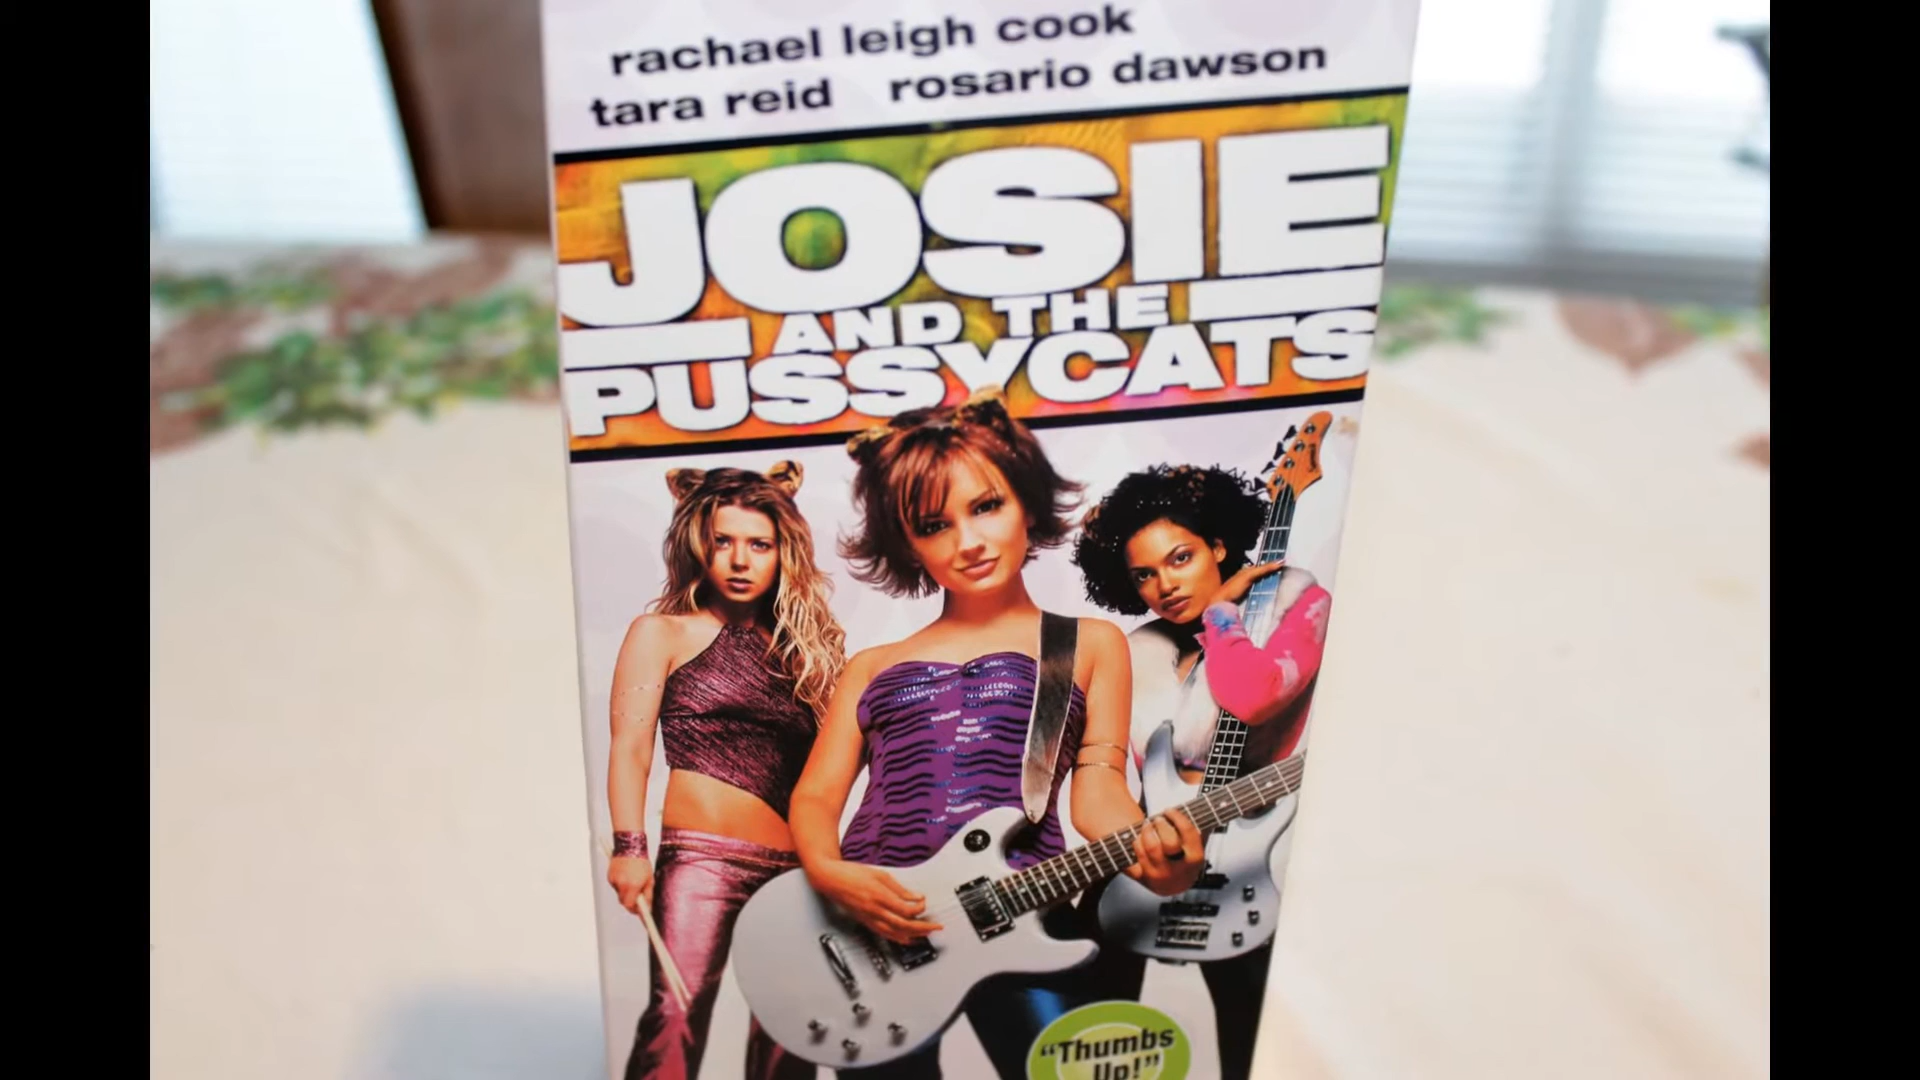 rachael leigh cook
tara reid rosario dawson
JOSIE
AND THE
PUSSYCATS
"Thumbs
Up!"